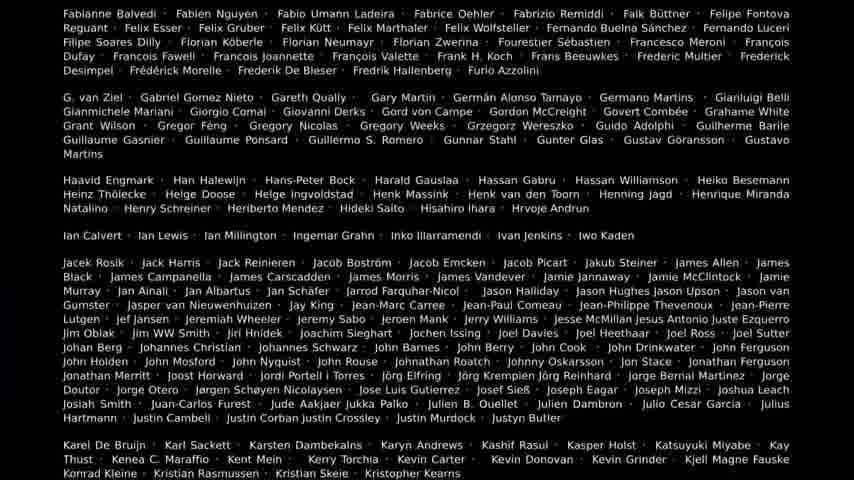 Fabianne Balvedi · Fabien Nguyen · Fabio Umann Ladeira · Fabrice Oehler · Fabrizio Remiddi · Falk Büttner · Felipe Fontova
Reguant · Felix Esser · Felix Gruber · Felix Kütt · Felix Marthaler · Felix Wolfsteller · Fernando Buelna Sánchez · Fernando Luceri
Filipe Soares Dilly · Florian Köberle · Florian Neumayr · Florian Zwerina · Fourestier Sébastien · Francesco Meroni · François
Dufay · Francois Fawell · Francois Joannette · François Valette · Frank H. Koch · Frans Beeuwkes · Frederic Multier · Frederick
Desimpel · Frédérick Morelle · Frederik De Bleser · Fredrik Hallenberg · Furio Azzolini
G. van Ziel · Gabriel Gomez Nieto · Gareth Qually · Gary Martin · Germán Alonso Tamayo · Germano Martins · Gianluigi Belli
Gianmichele Mariani · Giorgio Comai · Giovanni Derks · Gord von Campe · Gordon McCreight · Govert Combée · Grahame White
Grant Wilson · Gregor Féng · Gregory Nicolas · Gregory Weeks · Grzegorz Wereszko · Guido Adolphi · Guilherme Barile
Guillaume Gasnier · Guillaume Ponsard · Guillermo S. Romero · Gunnar Stahl · Gunter Glas · Gustav Göransson · Gustavo
Martins
Haavid Engmark · Han Halewijn · Hans-Peter Bock · Harald Gauslaa · Hassan Gabru · Hassan Williamson · Heiko Besemann
Heinz Thölecke · Helge Doose · Helge ingvoldstad · Henk Massink · Henk van den Toorn · Henning Jagd · Henrique Miranda
Natalino · Henry Schreiner · Heriberto Mendez · Hideki Saito · Hisahiro Ihara · Hrvoje Andrun
Ian Calvert · Ian Lewis · Ian Millington · Ingemar Grahn · Inko Illarramendi · Ivan Jenkins · Iwo Kaden
Jacek Rosik · Jack Harris · Jack Reinieren · Jacob Boström · Jacob Emcken · Jacob Picart · Jakub Steiner · James Allen · James
Black · James Campanella · James Carscadden · James Morris · James Vandever · Jamie Jannaway · Jamie McClintock · Jamie
Murray · Jan Ainali · Jan Albartus · Jan Schäfer · Jarrod Farquhar-Nicol · Jason Halliday · Jason Hughes Jason Upson · Jason van
Gumster · Jasper van Nieuwenhuizen · Jay King · Jean-Marc Carree · Jean-Paul Comeau · Jean-Philippe Thevenoux · Jean-Pierre
Lutgen · Jef Jansen · Jeremiah Wheeler · Jeremy Sabo · Jeroen Mank · Jerry Williams · Jesse McMillan Jesus Antonio Juste Ezquerro
Jim Oblak · Jim WW Smith · Jiří Hnídek · Joachim Sieghart · Jochen Issing · Joel Davies · Joel Heethaar · Joel Ross · Joel Sutter
Johan Berg · Johannes Christian · Johannes Schwarz · John Barnes · John Berry · John Cook · John Drinkwater · John Ferguson
John Holden · John Mosford · John Nyquist · John Rouse · Johnathan Roatch · Johnny Oskarsson · Jon Stace · Jonathan Ferguson
Jonathan Merritt · Joost Horward · Jordi Portell i Torres · Jörg Elfring · Jörg Krempien Jörg Reinhard · Jorge Bernal Martinez · Jorge
Doutor · Jorge Otero · Jørgen Schøyen Nicolaysen · Jose Luis Gutierrez · Josef Sieß · Joseph Eagar · Joseph Mizzi · Joshua Leach
Josiah Smith · Juan-Carlos Furest · Jude Aakjaer Jukka Palko · Julien B. Ouellet · Julien Dambron · Julio Cesar Garcia · Julius
Hartmann · Justin Cambell · Justin Corban Justin Crossley · Justin Murdock · Justyn Butler
Karel De Bruijn · Karl Sackett · Karsten Dambekalns · Karyn Andrews · Kashif Rasul · Kasper Holst · Katsuyuki Miyabe · Kay
Thust · Kenea C. Maraffio · Kent Mein · Kerry Torchia · Kevin Carter · Kevin Donovan · Kevin Grinder · Kjell Magne Fauske
Konrad Kleine · Kristian Rasmussen · Kristian Skeie · Kristopher Kearns